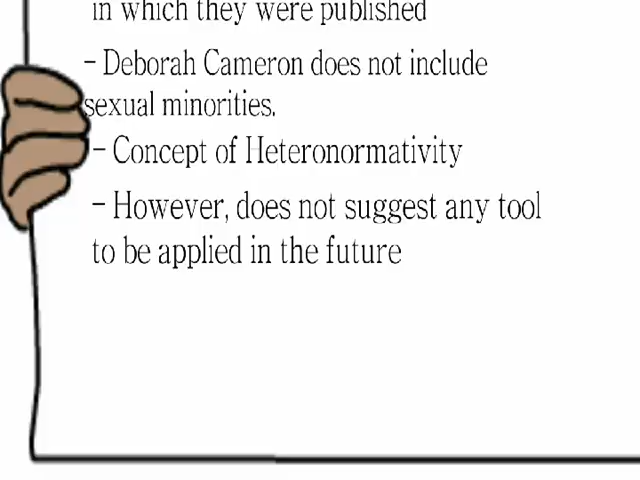 in which they were published
- Deborah Cameron does not include
sexual minorities.
- Concept of Heteronormativity
- However, does not suggest any tool
to be applied in the future